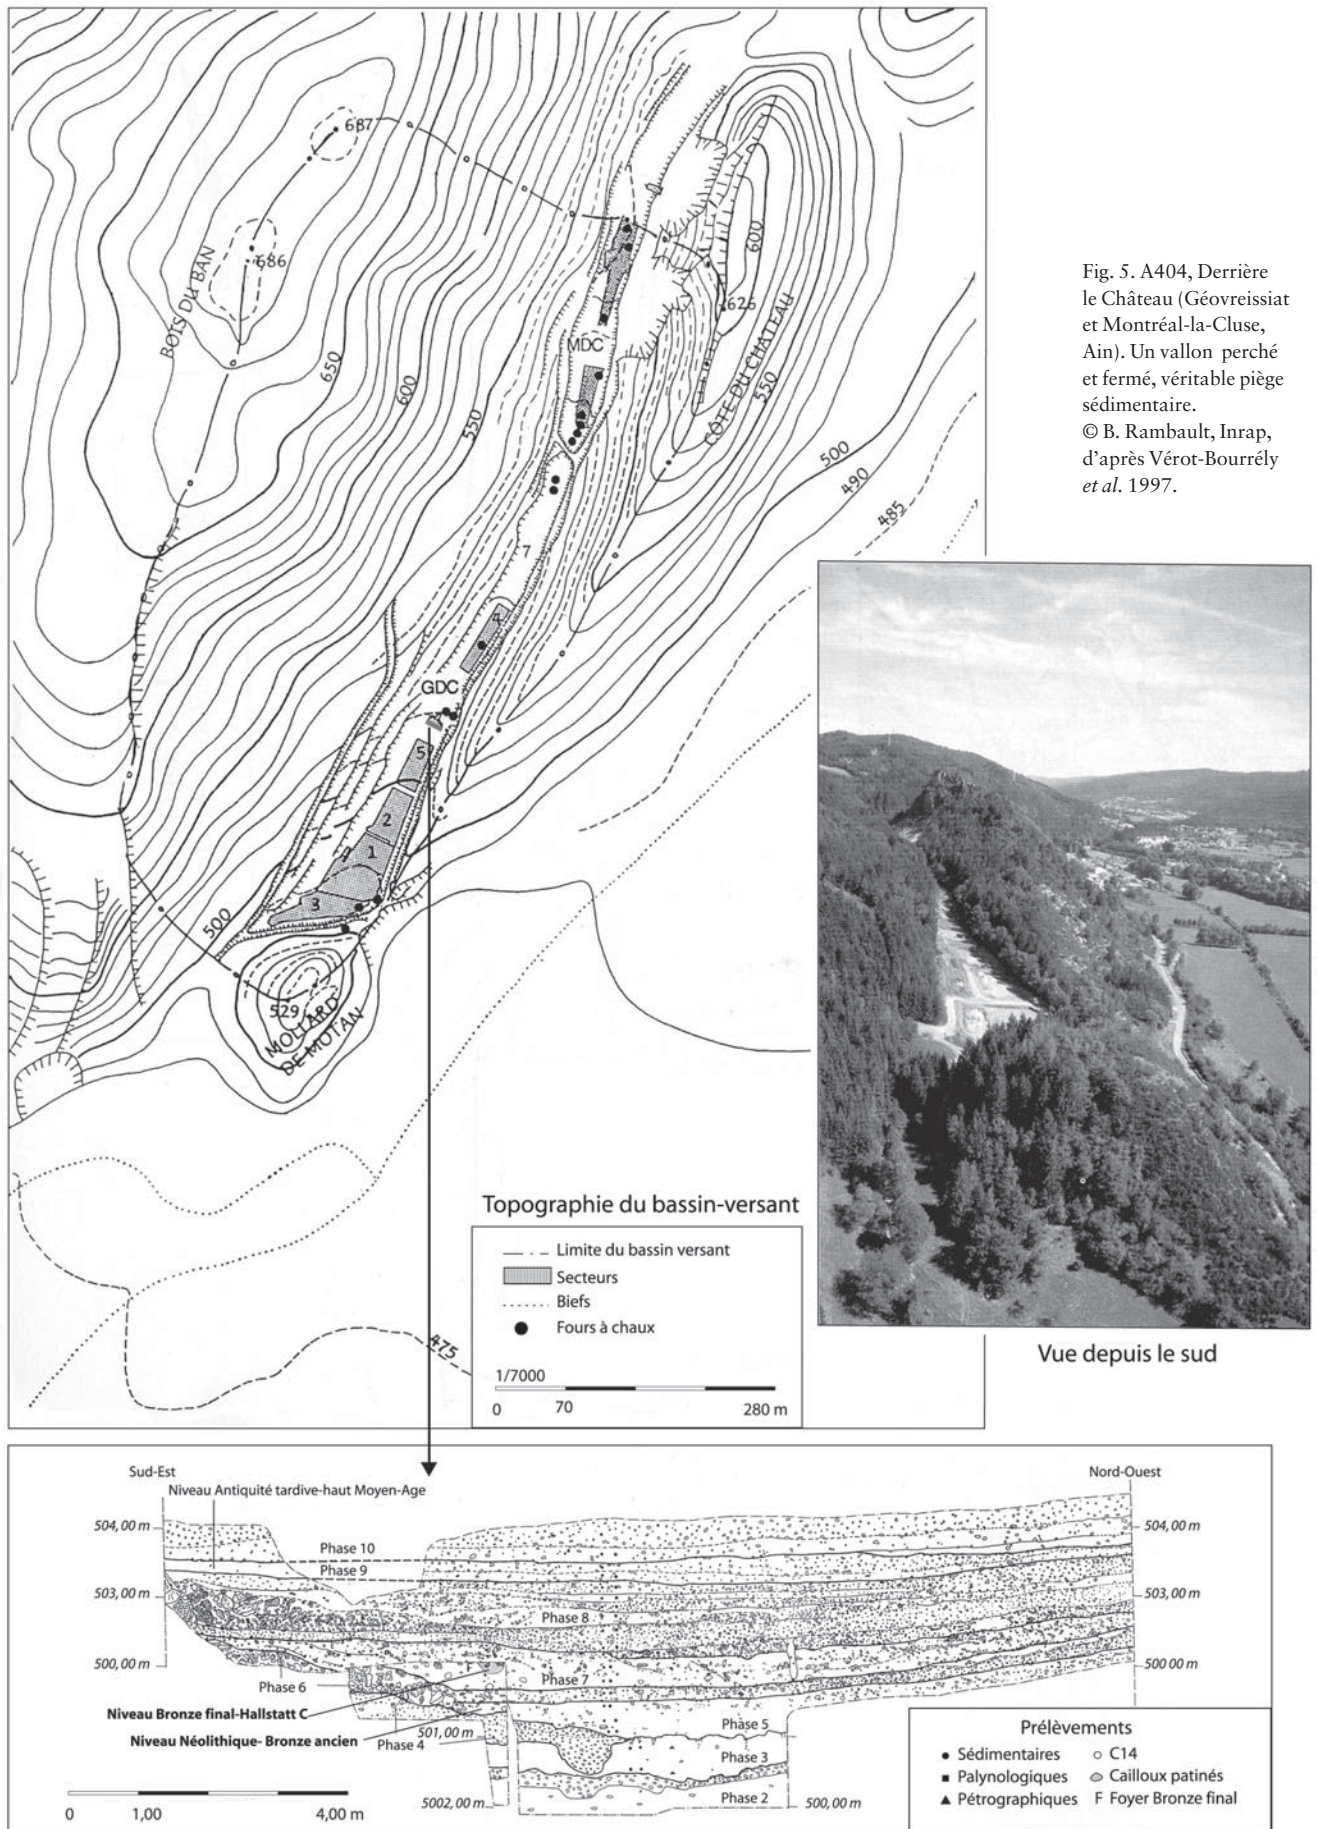 687
686
BOIS DU BAN
650
600
550
600
626
CÔTE DU CHATEAU
550
500
490
485
MDC
7
8
GDC
5
2
1
3
500
529
MOLLARD
DE MUTAN
475
Fig. 5. A404, Derrière
le Château (Géovreissiat
et Montréal-la-Cluse,
Ain). Un vallon perché
et fermé, véritable piège
sédimentaire.
© B. Rambault, Inrap,
d'après Vérot-Bourrély
et al. 1997.
Topographie du bassin-versant
Limite du bassin versant
Secteurs
Biefs
Fours à chaux
1/7000
0 70 280 m
Vue depuis le sud
Sud-Est
Nord-Ouest
Niveau Antiquité tardive-haut Moyen-Age
504,00 m
504,00 m
Phase 10
Phase 9
503,00 m
503,00 m
Phase 8
500,00 m
500 00 m
Phase 6
Phase 7
Niveau Bronze final-Hallstatt C
Niveau Néolithique- Bronze ancien
501,00 m
Phase 4
Phase 5
Phase 3
Phase 2
5002,00 m
500,00 m
0 1,00 4,00 m
Prélèvements
Sédimentaires
C14
Palynologiques
Cailloux patinés
Pétrographiques
F Foyer Bronze final